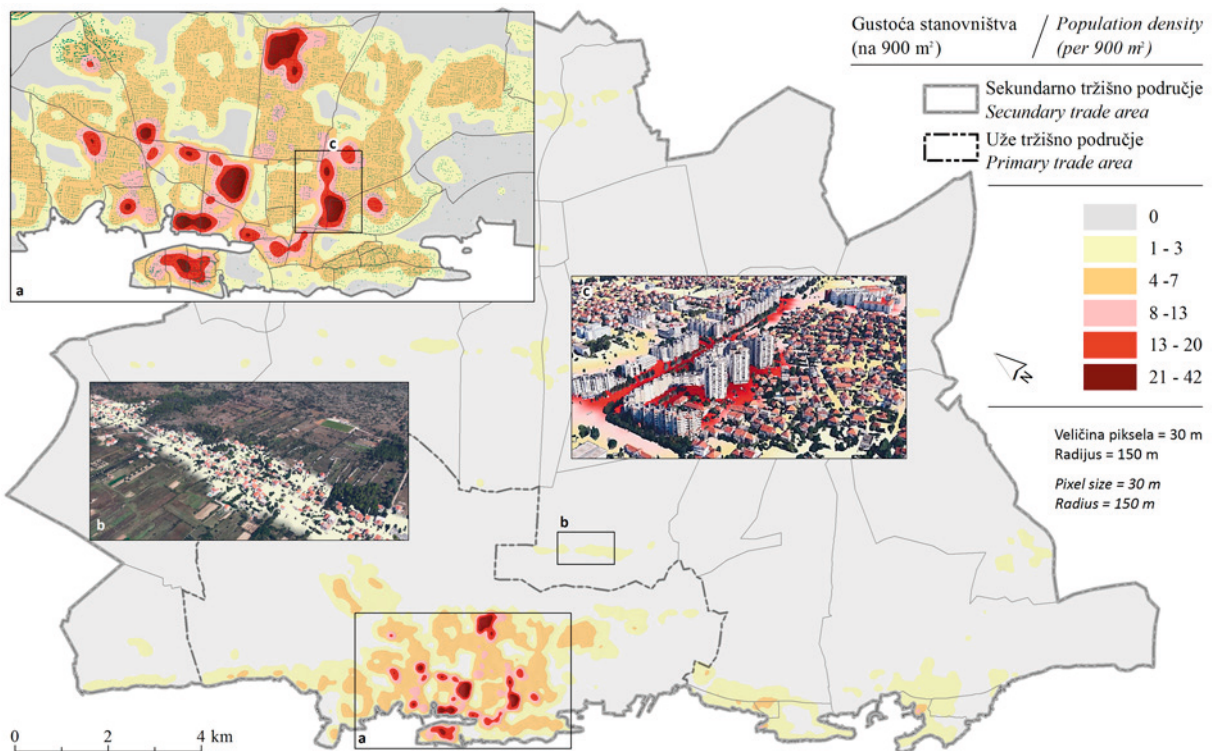 Gustoća stanovništva / Population density
(na 900 m²) (per 900 m²)
Sekundarno tržišno područje
Secondary trade area
Uže tržišno područje
Primary trade area
0
1 - 3
4 -7
8 -13
13 - 20
21 - 42
N
Veličina piksela = 30 m
Radijus = 150 m
Pixel size = 30 m
Radius = 150 m
c
a
c
b
b
a
0 2 4 km